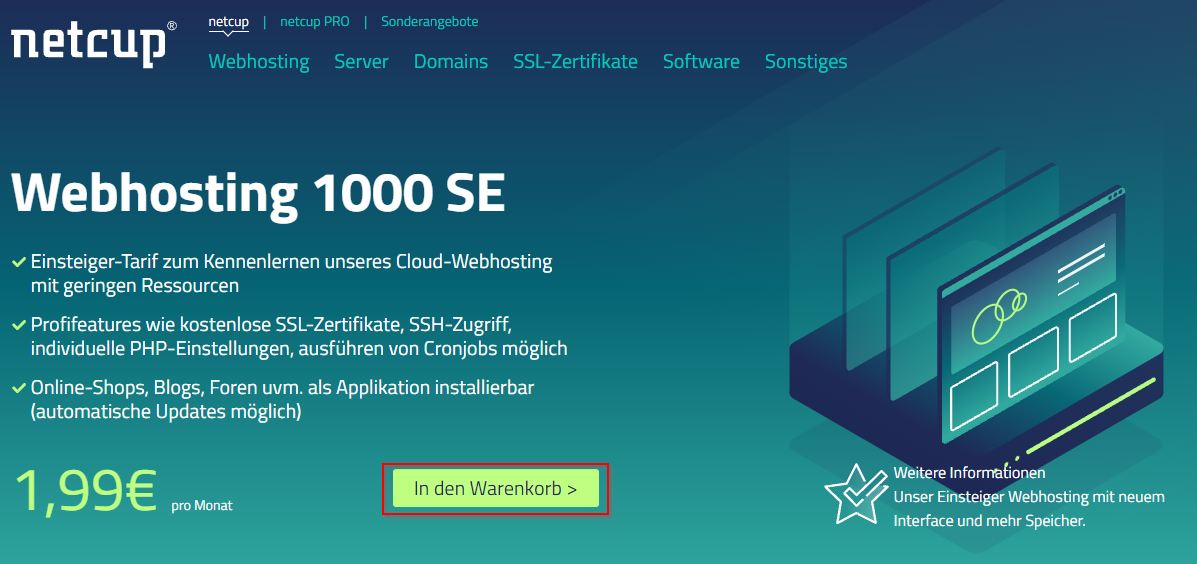 netcup®
netcup | netcup PRO | Sonderangebote
Webhosting Server Domains SSL-Zertifikate Software Sonstiges
Webhosting 1000 SE
Einsteiger-Tarif zum Kennenlernen unseres Cloud-Webhosting
mit geringen Ressourcen
Profifeatures wie kostenlose SSL-Zertifikate, SSH-Zugriff,
individuelle PHP-Einstellungen, ausführen von Cronjobs möglich
Online-Shops, Blogs, Foren uvm. als Applikation installierbar
(automatische Updates möglich)
1,99€ pro Monat
In den Warenkorb >
Weitere Informationen
Unser Einsteiger Webhosting mit neuem
Interface und mehr Speicher.